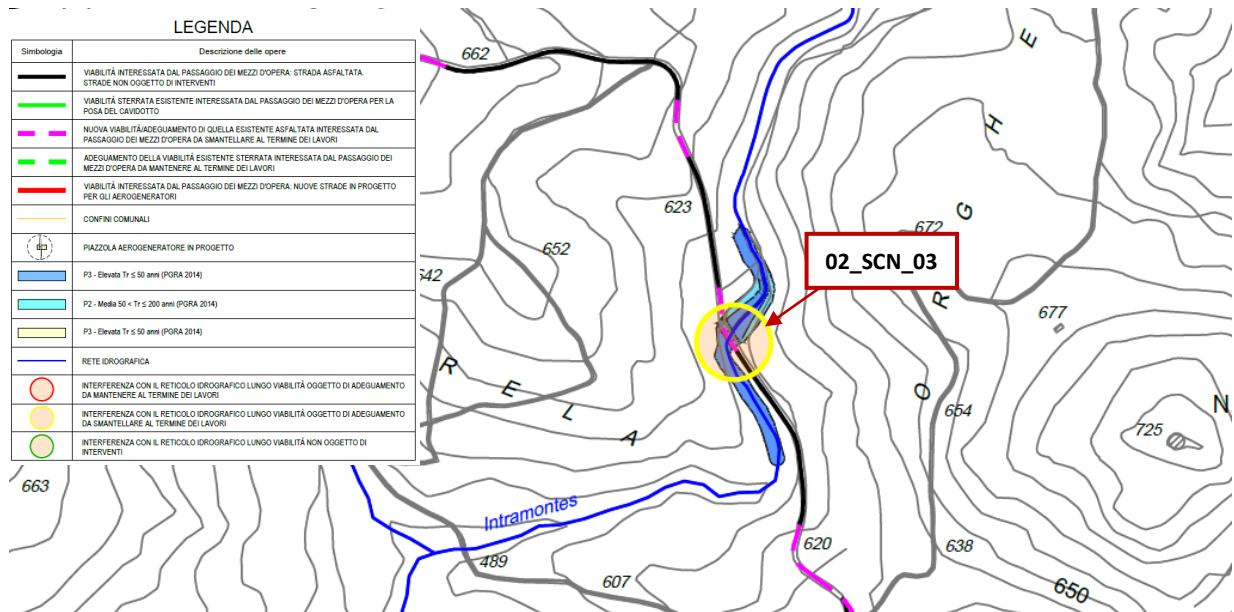 LEGENDA
Simbologia
Descrizione delle opere
VIABILITÀ INTERESSATA DAL PASSAGGIO DEI MEZZI D'OPERA: STRADA ASFALTATA.
STRADE NON OGGETTO DI INTERVENTI
VIABILITÀ STERRATA ESISTENTE INTERESSATA DAL PASSAGGIO DEI MEZZI D'OPERA PER LA
POSA DEL CAVIDOTTO
NUOVA VIABILITÀ/ADEGUAMENTO DI QUELLA ESISTENTE ASFALTATA INTERESSATA DAL
PASSAGGIO DEI MEZZI D'OPERA DA SMANTELLARE AL TERMINE DEI LAVORI
ADEGUAMENTO DELLA VIABILITÀ ESISTENTE STERRATA INTERESSATA DAL PASSAGGIO DEI
MEZZI D'OPERA DA MANTENERE AL TERMINE DEI LAVORI
VIABILITÀ INTERESSATA DAL PASSAGGIO DEI MEZZI D'OPERA: NUOVE STRADE IN PROGETTO
PER GLI AEROGENERATORI
CONFINI COMUNALI
PIAZZOLA AEROGENERATORE IN PROGETTO
P3 - Elevata Tr ≤ 50 anni (PGRA 2014)
P2 - Media 50 < Tr ≤ 200 anni (PGRA 2014)
P3 - Elevata Tr ≤ 50 anni (PGRA 2014)
RETE IDROGRAFICA
INTERFERENZA CON IL RETICOLO IDROGRAFICO LUNGO VIABILITÁ OGGETTO DI ADEGUAMENTO
DA MANTENERE AL TERMINE DEI LAVORI
INTERFERENZA CON IL RETICOLO IDROGRAFICO LUNGO VIABILITÁ OGGETTO DI ADEGUAMENTO
DA SMANTELLARE AL TERMINE DEI LAVORI
INTERFERENZA CON IL RETICOLO IDROGRAFICO LUNGO VIABILITÁ NON OGGETTO DI
INTERVENTI
662
623
652
642
R E L A
672
O R G H E
02_SCN_03
677
654
N
725
663
Intramontes
489
607
620
638
650